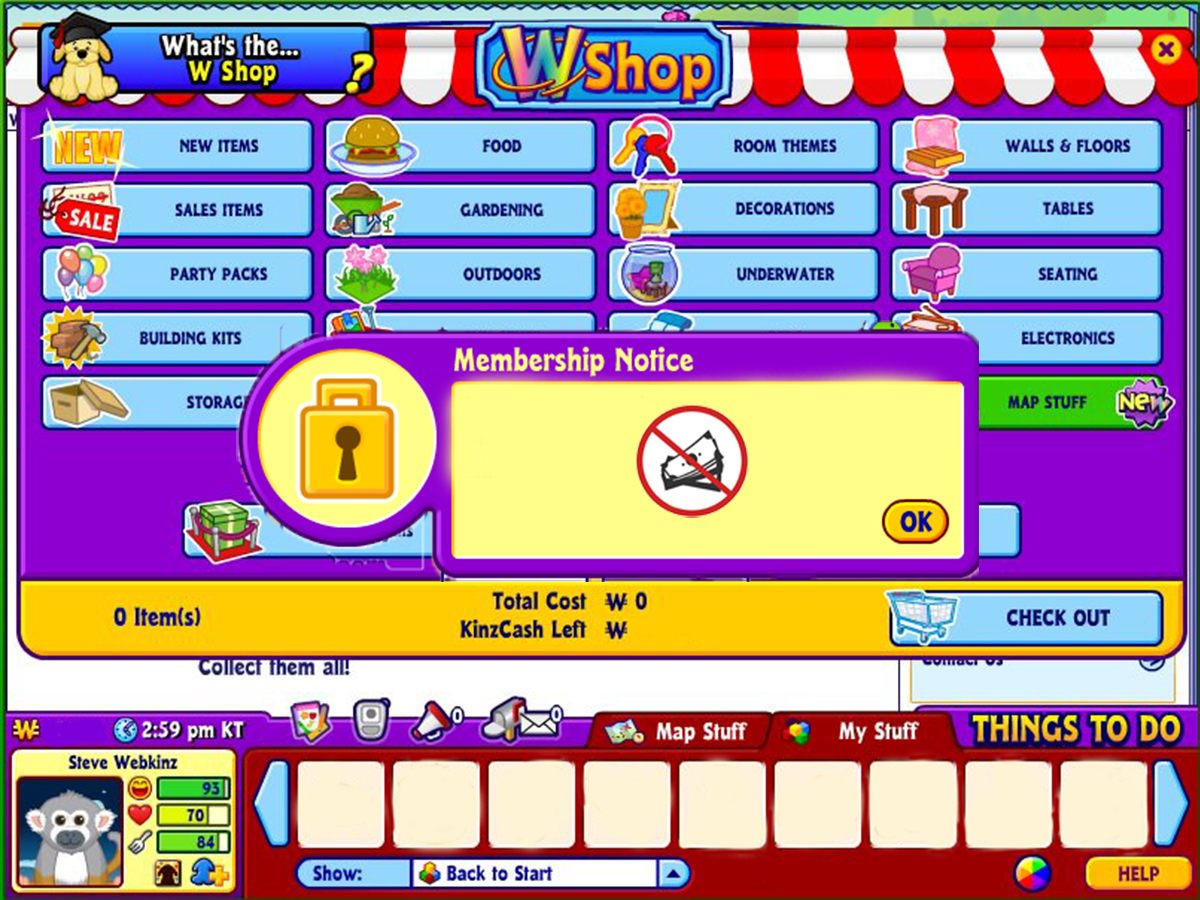 What's the...
W Shop
?
W Shop
NEW
NEW ITEMS
FOOD
ROOM THEMES
WALLS & FLOORS
SALE
SALES ITEMS
GARDENING
DECORATIONS
TABLES
PARTY PACKS
OUTDOORS
UNDERWATER
SEATING
BUILDING KITS
ELECTRONICS
STORAG
MAP STUFF
New
Membership Notice
OK
0 Item(s)
Total Cost ₩ 0
KinzCash Left ₩
CHECK OUT
Collect them all!
Contact Us
W
2:59 pm KT
0
0
Map Stuff
My Stuff
THINGS TO DO
Steve Webkinz
93
70
84
Show:
Back to Start
HELP